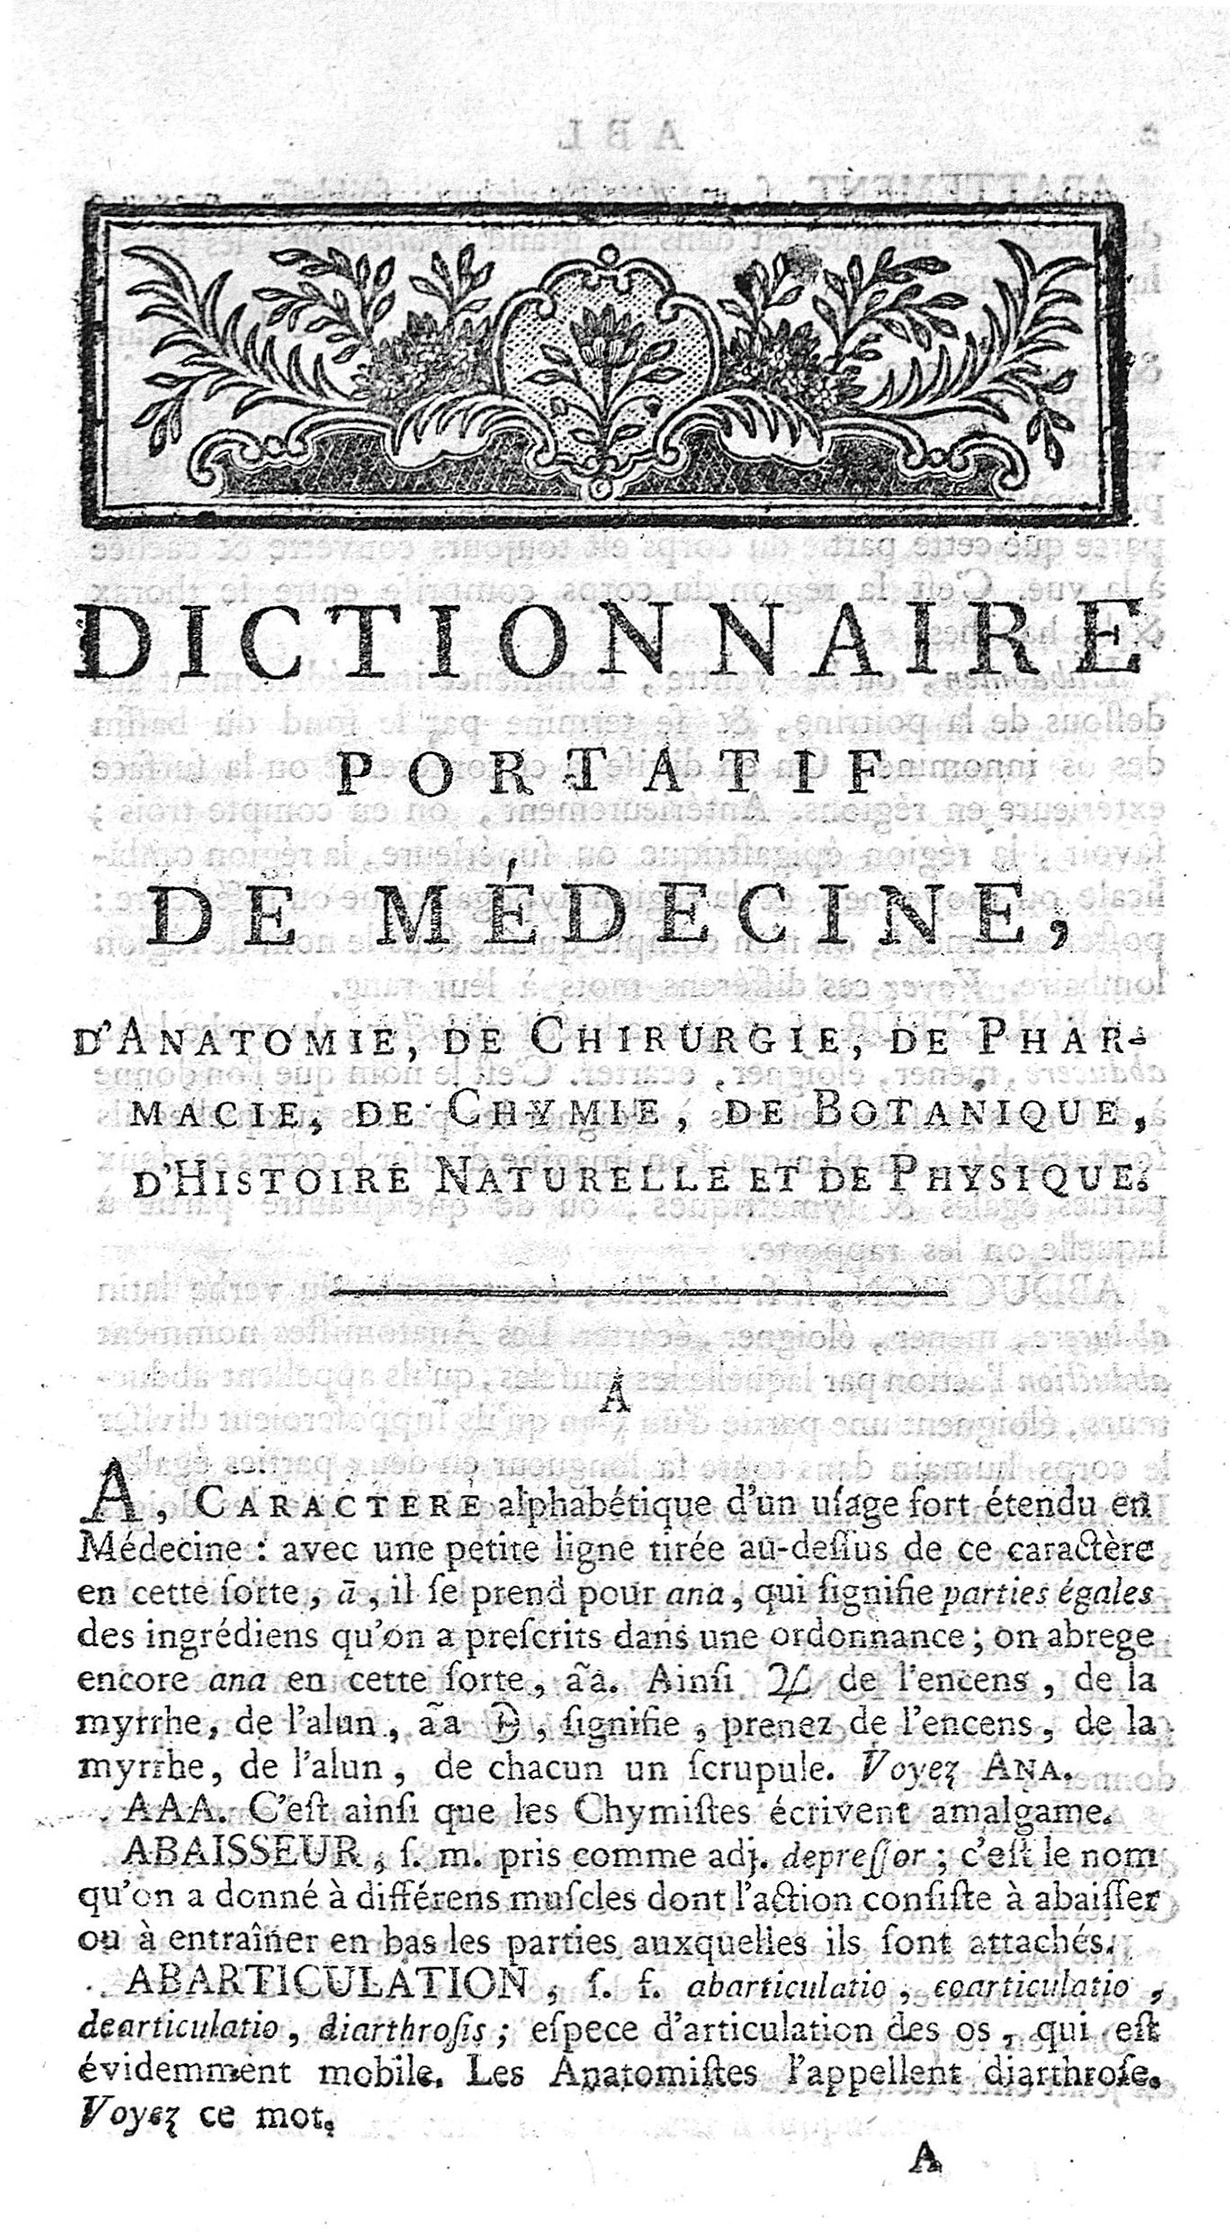 DICTIONNAIRE
PORTATIF
DE MÉDECINE,
D'ANATOMIE, DE CHIRURGIE, DE PHAR-
MACIE, DE CHYMIE, DE BOTANIQUE,
D'HISTOIRE NATURELLE ET DE PHYSIQUE.
A
A, CARACTERE alphabétique d'un uſage fort étendu en
Médecine : avec une petite ligne tirée au-deſſus de ce caractère
en cette ſorte, ā, il ſe prend pour ana, qui ſignifie parties égales
des ingrédiens qu'on a preſcrits dans une ordonnance ; on abrege
encore ana en cette ſorte, ãa. Ainſi ♃ de l'encens, de la
myrrhe, de l'alun, ãa ℈, ſignifie, prenez de l'encens, de la
myrrhe, de l'alun, de chacun un ſcrupule. Voyez ANA.
AAA. C'eſt ainſi que les Chymiſtes écrivent amalgame.
ABAISSEUR, ſ. m. pris comme adj. depreſſor ; c'eſt le nom
qu'on a donné à différens muſcles dont l'action conſiſte à abaiſſer
ou à entraîner en bas les parties auxquelles ils ſont attachés.
ABARTICULATION, ſ. f. abarticulatio, coarticulatio,
dearticulatio, diarthroſis ; eſpece d'articulation des os, qui eſt
évidemment mobile. Les Anatomiſtes l'appellent diarthroſe.
Voyez ce mot.
A